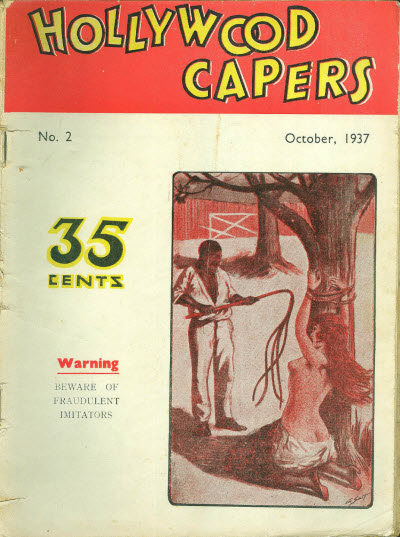 HOLLYWOOD
CAPERS
No. 2
October, 1937
35
CENTS
Warning
BEWARE OF
FRAUDULENT
IMITATORS